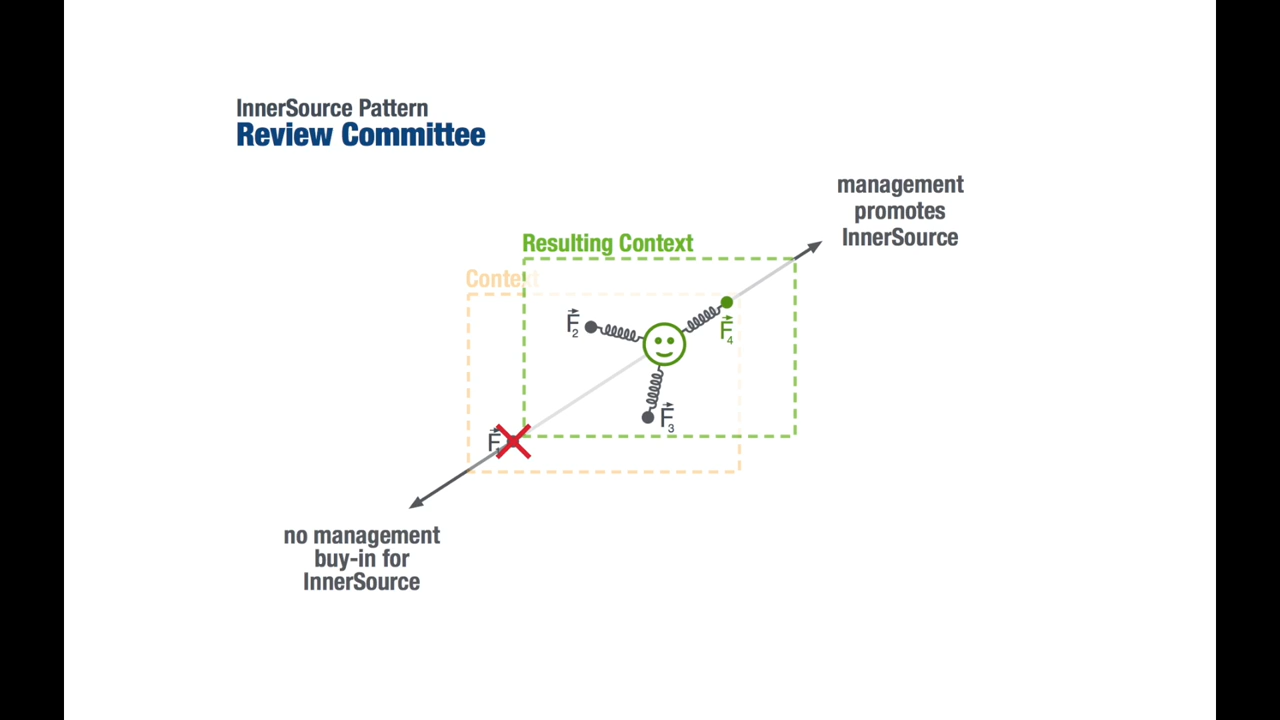 InnerSource Pattern
Review Committee
management
promotes
InnerSource
Resulting Context
Context
F2
F4
F3
F1
no management
buy-in for
InnerSource